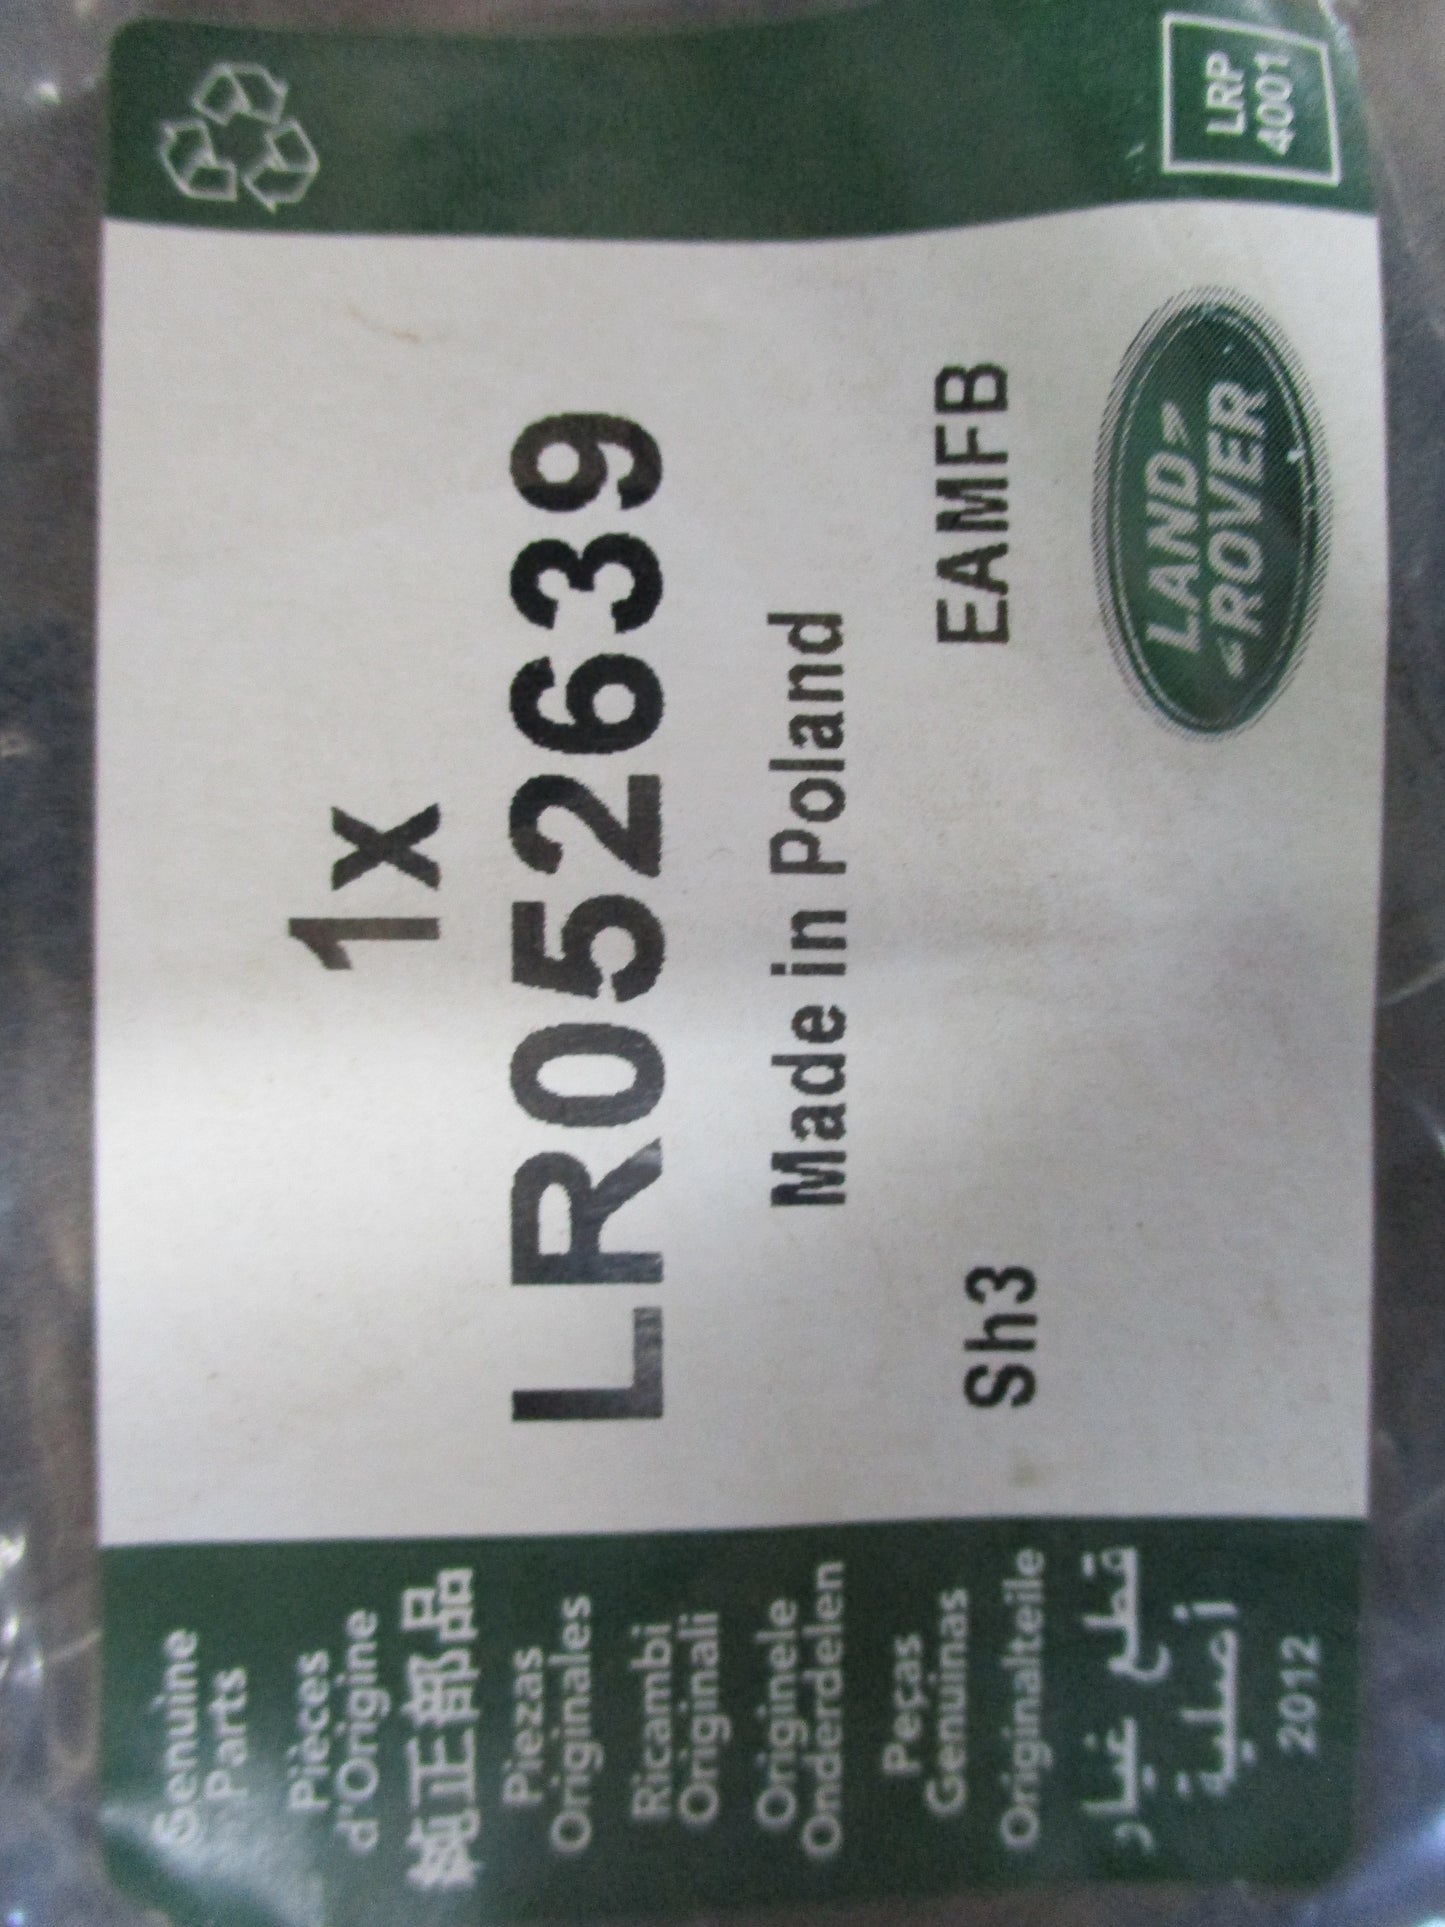 Genuine
Parts
Pièces
d'Origine
純正部品
Piezas
Originales
Ricambi
Originali
Originele
Onderdelen
Peças
Genuinas
Originalteile
قطع غيار
أصلية
2012
1x
LR052639
Made in Poland
Sh3
EAMFB
LAND
ROVER
LRP
4001